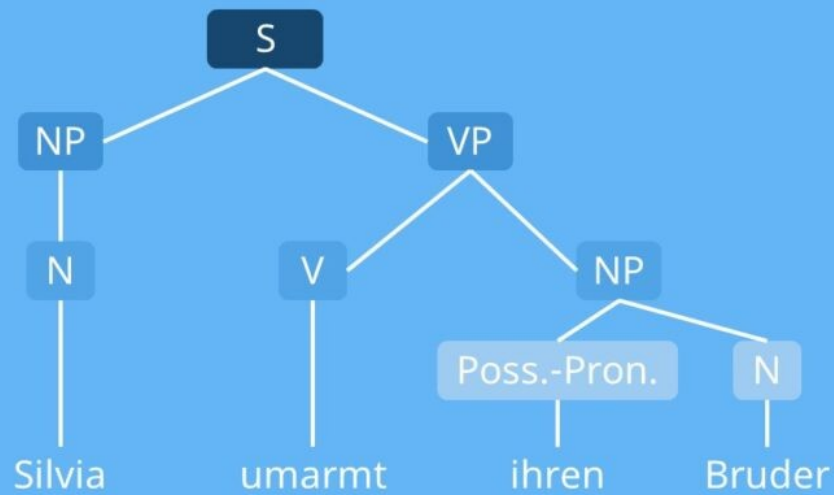 S
NP VP
N V NP
Poss.-Pron. N
Silvia umarmt ihren Bruder